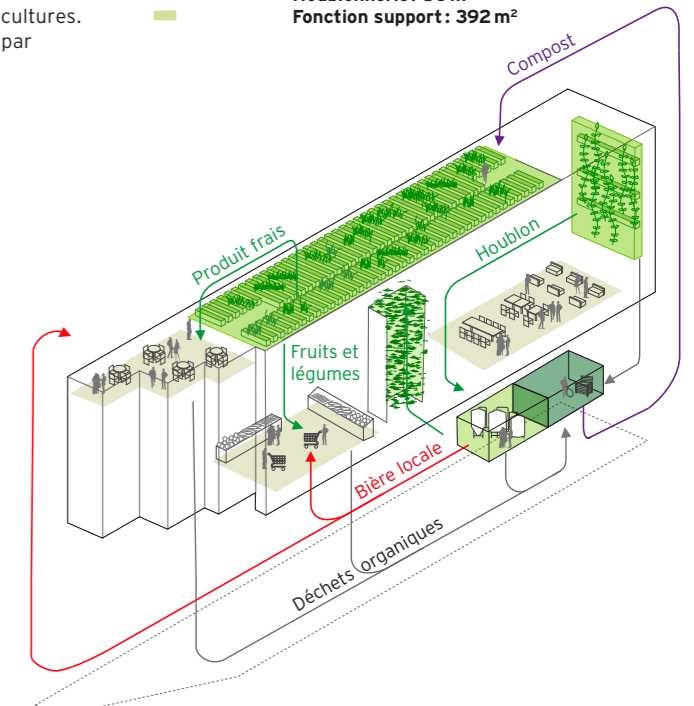 cultures.
par
Fonction support : 392 m²
Compost
Houblon
Produit frais
Fruits et
légumes
Bière locale
Déchets organiques